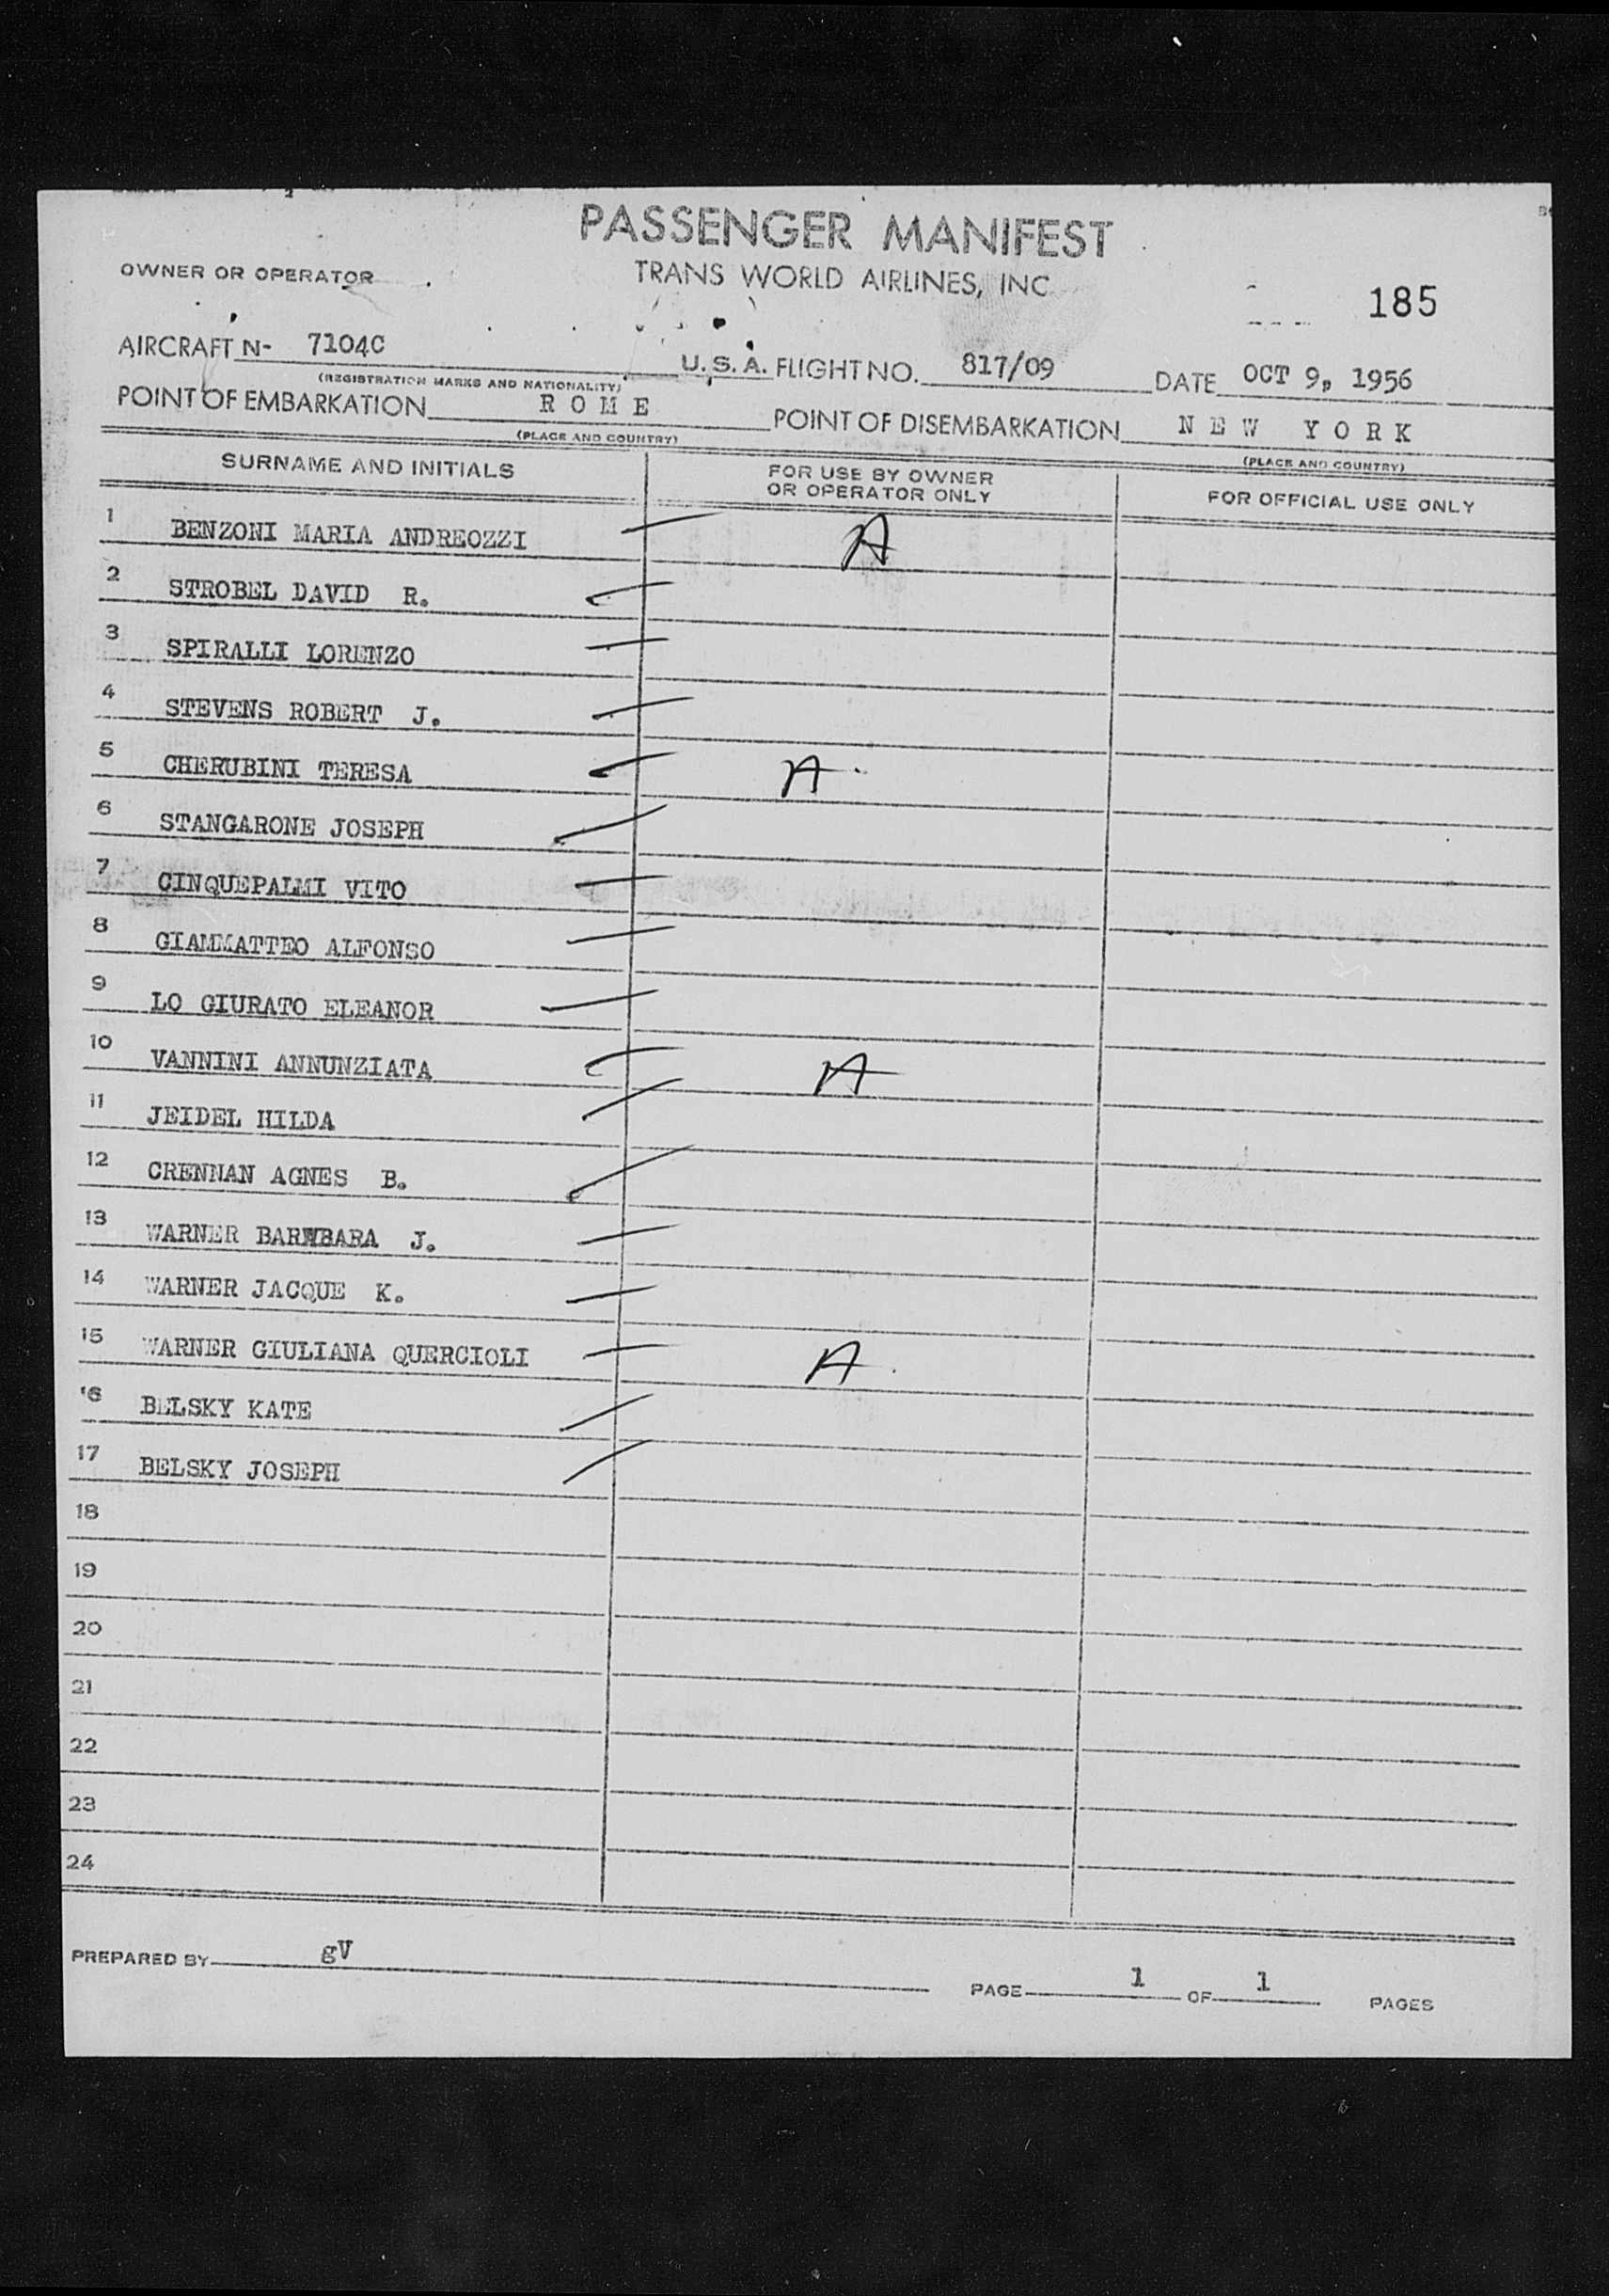 PASSENGER MANIFEST
OWNER OR OPERATOR TRANS WORLD AIRLINES, INC
185
AIRCRAFT N- 7104C U.S.A. FLIGHT NO. 817/09 DATE OCT 9, 1956
(REGISTRATION MARKS AND NATIONALITY)
POINT OF EMBARKATION R O M E POINT OF DISEMBARKATION N E W Y O R K
(PLACE AND COUNTRY) (PLACE AND COUNTRY)
SURNAME AND INITIALS FOR USE BY OWNER OR OPERATOR ONLY FOR OFFICIAL USE ONLY
1 BENZONI MARIA ANDREOZZI A
2 STROBEL DAVID R.
3 SPIRALLI LORENZO
4 STEVENS ROBERT J.
5 CHERUBINI TERESA A
6 STANGARONE JOSEPH
7 CINQUEPALMI VITO
8 GIAMMATTEO ALFONSO
9 LO GIURATO ELEANOR
10 VANNINI ANNUNZIATA A
11 JEIDEL HILDA
12 CRENNAN AGNES B.
13 WARNER BARBARA J.
14 WARNER JACQUE K.
15 WARNER GIULIANA QUERCIOLI A
16 BELSKY KATE
17 BELSKY JOSEPH
18
19
20
21
22
23
24
PREPARED BY gV PAGE 1 OF 1 PAGES